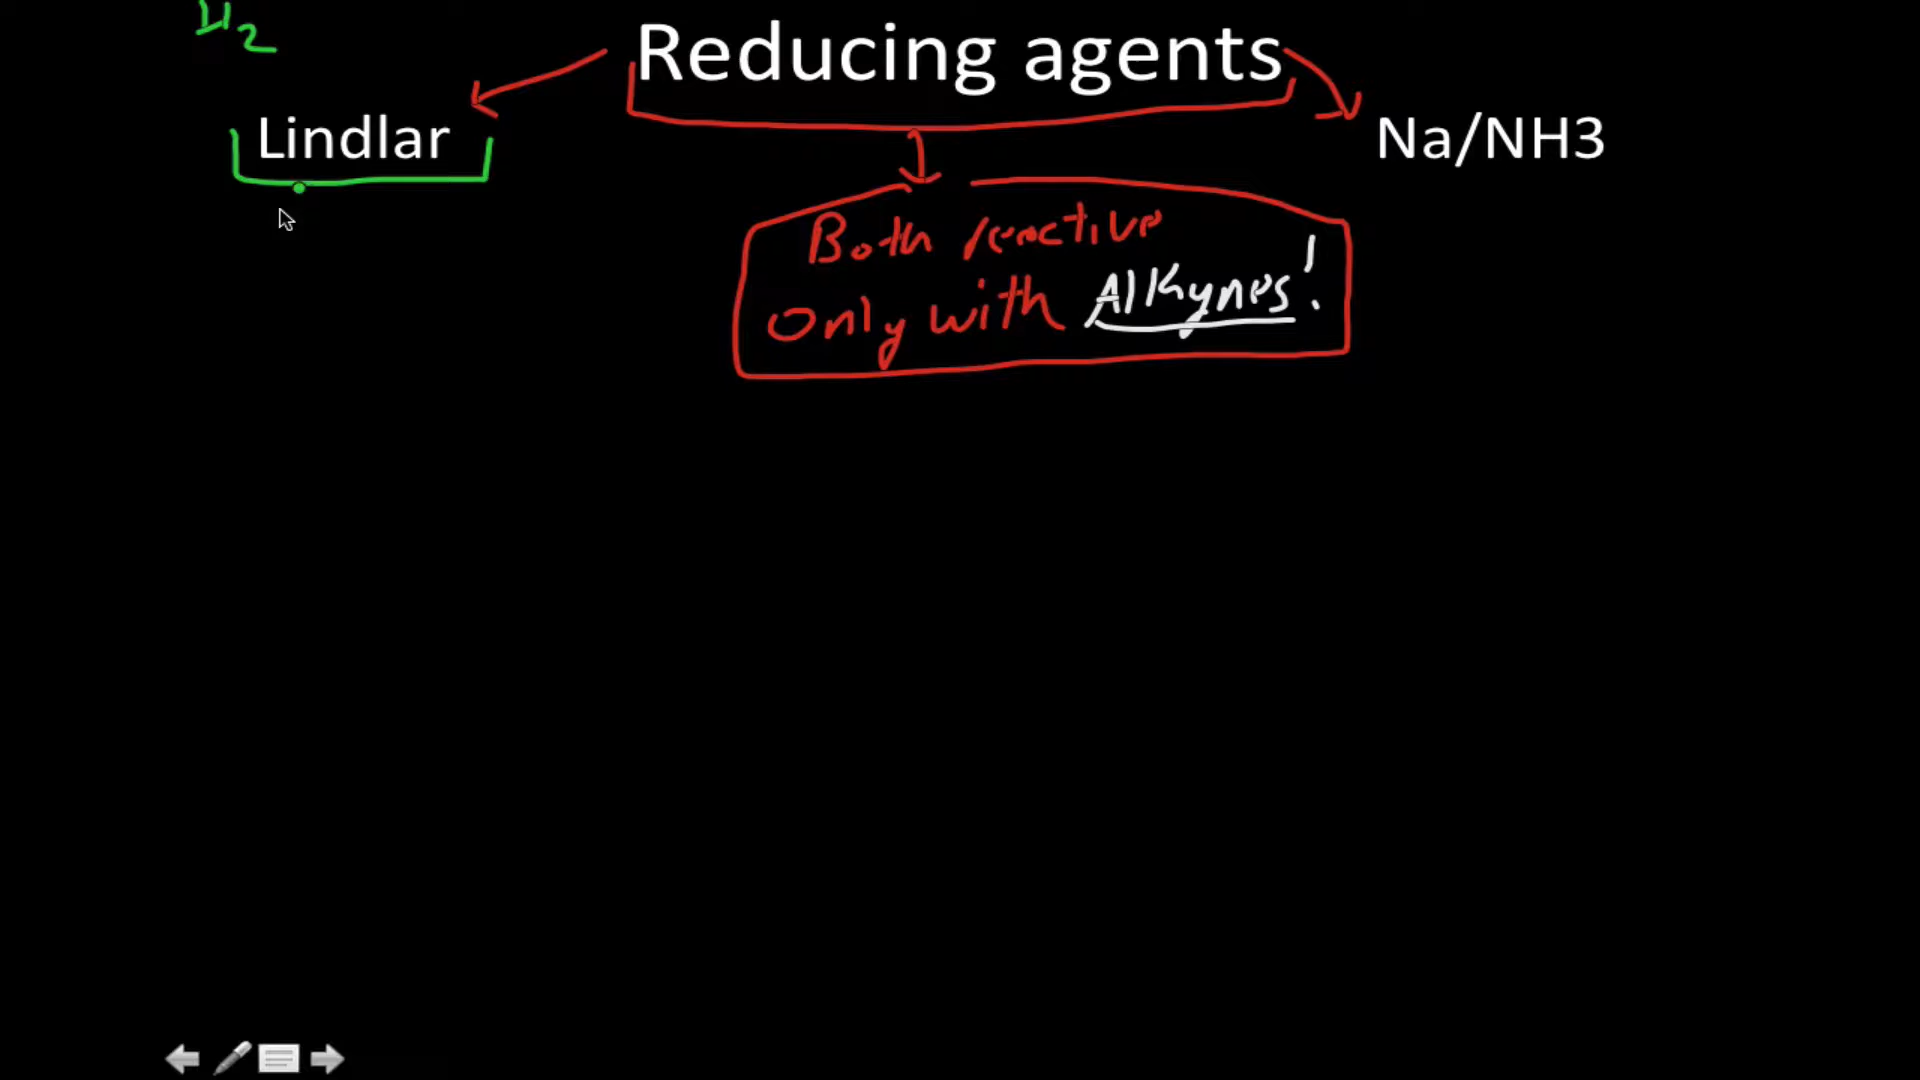 H2
Reducing agents
Lindlar
Na/NH3
Both reactive
only with Alkynes!